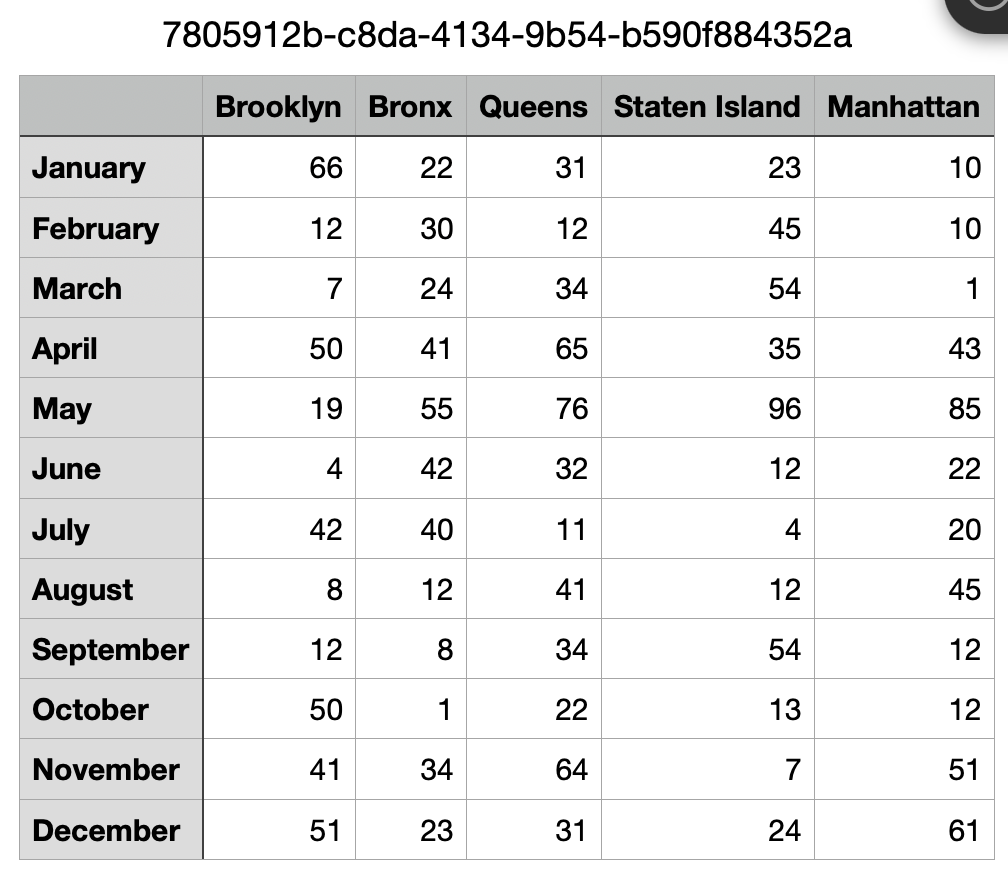 7805912b-c8da-4134-9b54-b590f884352a
Brooklyn Bronx Queens Staten Island Manhattan
January 66 22 31 23 10
February 12 30 12 45 10
March 7 24 34 54 1
April 50 41 65 35 43
May 19 55 76 96 85
June 4 42 32 12 22
July 42 40 11 4 20
August 8 12 41 12 45
September 12 8 34 54 12
October 50 1 22 13 12
November 41 34 64 7 51
December 51 23 31 24 61